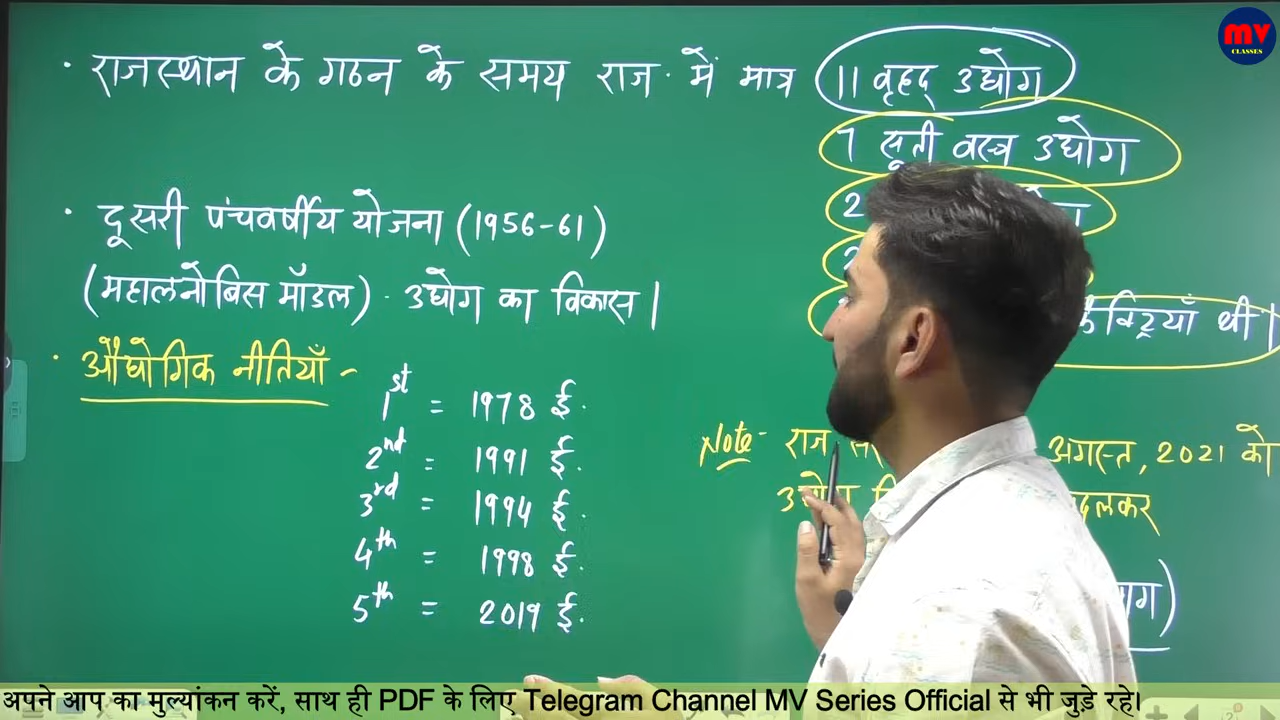 MV
CLASSES
· राजस्थान के गठन के समय राज. में मात्र 11 वृहद् उद्योग
7 सूती वस्त्र उद्योग
2
· दूसरी पंचवर्षीय योजना (1956-61)
(महालनोबिस मॉडल) · उद्योग का विकास |
थी |
· औद्योगिक नीतियाँ -
1st = 1978 ई.
2nd = 1991 ई.
3rd = 1994 ई.
4th = 1998 ई.
5th = 2019 ई.
Note - राज अगस्त, 2021 को
अपने आप का मुल्यांकन करें, साथ ही PDF के लिए Telegram Channel MV Series Official से भी जुड़े रहे।